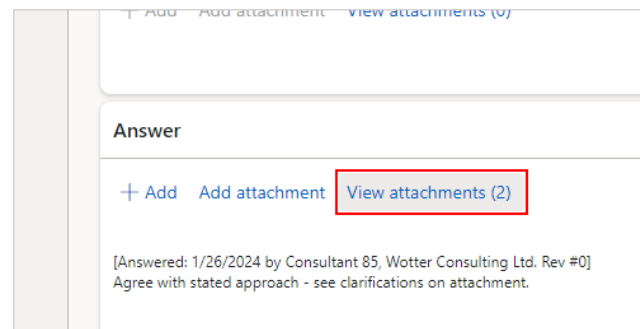 + Add Add attachment View attachments (0)
Answer
+ Add Add attachment View attachments (2)
[Answered: 1/26/2024 by Consultant 85, Wotter Consulting Ltd. Rev #0]
Agree with stated approach - see clarifications on attachment.